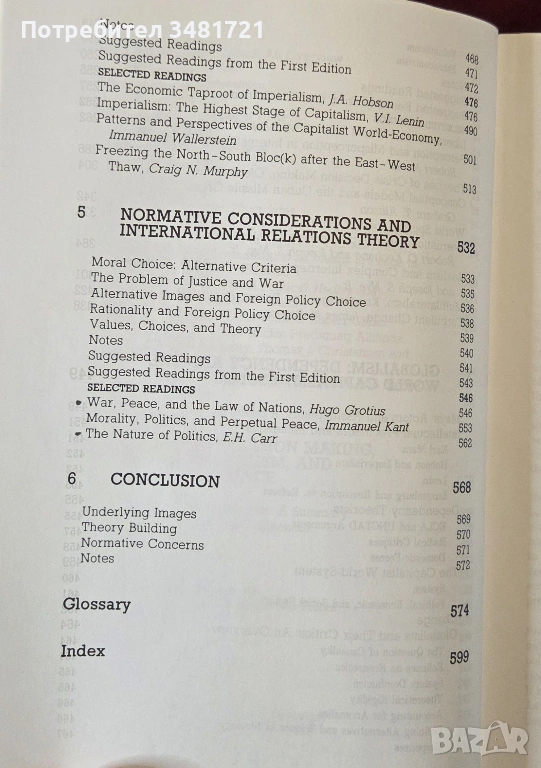 Потребител 3481721
Notes 468
Suggested Readings 471
Suggested Readings from the First Edition 472
SELECTED READINGS 476
The Economic Taproot of Imperialism, J.A. Hobson 476
Imperialism: The Highest Stage of Capitalism, V.I. Lenin 490
Patterns and Perspectives of the Capitalist World-Economy,
Immanuel Wallerstein 501
Freezing the North–South Bloc(k) after the East–West
Thaw, Craig N. Murphy 513
5 NORMATIVE CONSIDERATIONS AND
INTERNATIONAL RELATIONS THEORY 532
Moral Choice: Alternative Criteria 533
The Problem of Justice and War 535
Alternative Images and Foreign Policy Choice 536
Rationality and Foreign Policy Choice 538
Values, Choices, and Theory 539
Notes 540
Suggested Readings 541
Suggested Readings from the First Edition 543
SELECTED READINGS 546
• War, Peace, and the Law of Nations, Hugo Grotius 546
Morality, Politics, and Perpetual Peace, Immanuel Kant 553
• The Nature of Politics, E.H. Carr 562
6 CONCLUSION 568
Underlying Images 569
Theory Building 570
Normative Concerns 571
Notes 572
Glossary 574
Index 599
BAZAR